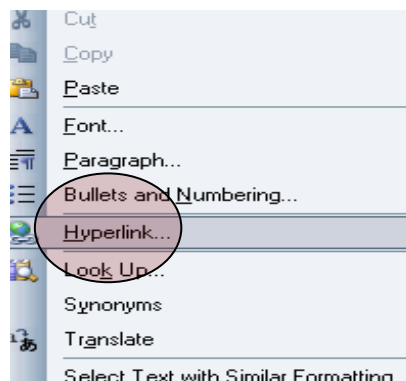 Cut
Copy
Paste
Font...
Paragraph...
Bullets and Numbering...
Hyperlink...
Look Up...
Synonyms
Translate
Select Text with Similar Formatting